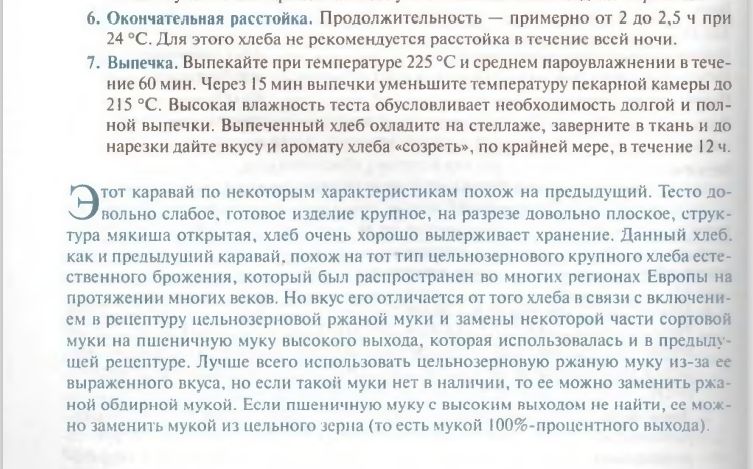 6. Окончательная расстойка. Продолжительность — примерно от 2 до 2,5 ч при
24 °С. Для этого хлеба не рекомендуется расстойка в течение всей ночи.
7. Выпечка. Выпекайте при температуре 225 °С и среднем пароувлажнении в тече-
ние 60 мин. Через 15 мин выпечки уменьшите температуру пекарной камеры до
215 °С. Высокая влажность теста обусловливает необходимость долгой и пол-
ной выпечки. Выпеченный хлеб охладите на стеллаже, заверните в ткань и до
нарезки дайте вкусу и аромату хлеба «созреть», по крайней мере, в течение 12 ч.
Этот каравай по некоторым характеристикам похож на предыдущий. Тесто до-
вольно слабое, готовое изделие крупное, на разрезе довольно плоское, струк-
тура мякиша открытая, хлеб очень хорошо выдерживает хранение. Данный хлеб,
как и предыдущий каравай, похож на тот тип цельнозернового крупного хлеба есте-
ственного брожения, который был распространен во многих регионах Европы на
протяжении многих веков. Но вкус его отличается от того хлеба в связи с включени-
ем в рецептуру цельнозерновой ржаной муки и замены некоторой части сортовой
муки на пшеничную муку высокого выхода, которая использовалась и в предыду-
щей рецептуре. Лучше всего использовать цельнозерновую ржаную муку из-за ее
выраженного вкуса, но если такой муки нет в наличии, то ее можно заменить ржа-
ной обдирной мукой. Если пшеничную муку с высоким выходом не найти, ее мож-
но заменить мукой из цельного зерна (то есть мукой 100%-процентного выхода).